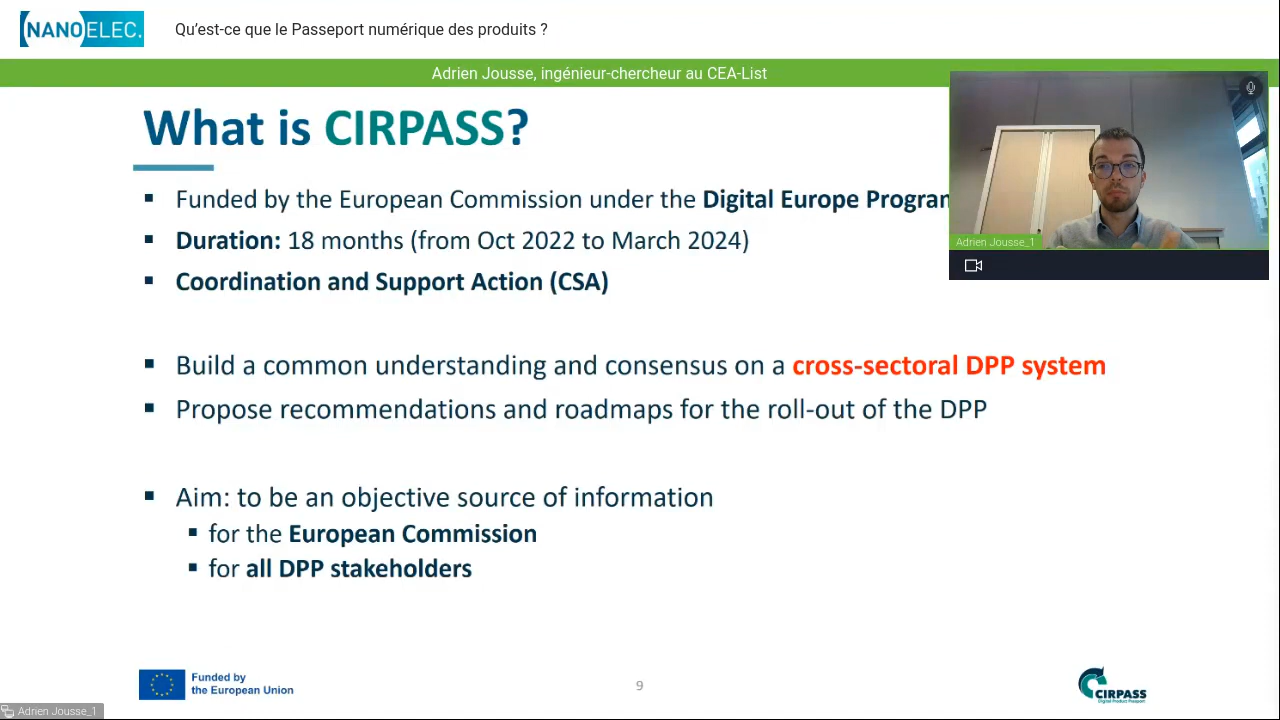 NANOELEC.
Qu’est-ce que le Passeport numérique des produits ?
Adrien Jousse, ingénieur-chercheur au CEA-List
What is CIRPASS?
Funded by the European Commission under the Digital Europe
Duration: 18 months (from Oct 2022 to March 2024)
Coordination and Support Action (CSA)
Build a common understanding and consensus on a cross-sectoral DPP system
Propose recommendations and roadmaps for the roll-out of the DPP
Aim: to be an objective source of information
for the European Commission
for all DPP stakeholders
Adrien Jousse_1
Funded by
the European Union
9
CIRPASS
Digital Product Passport
Adrien Jousse_1